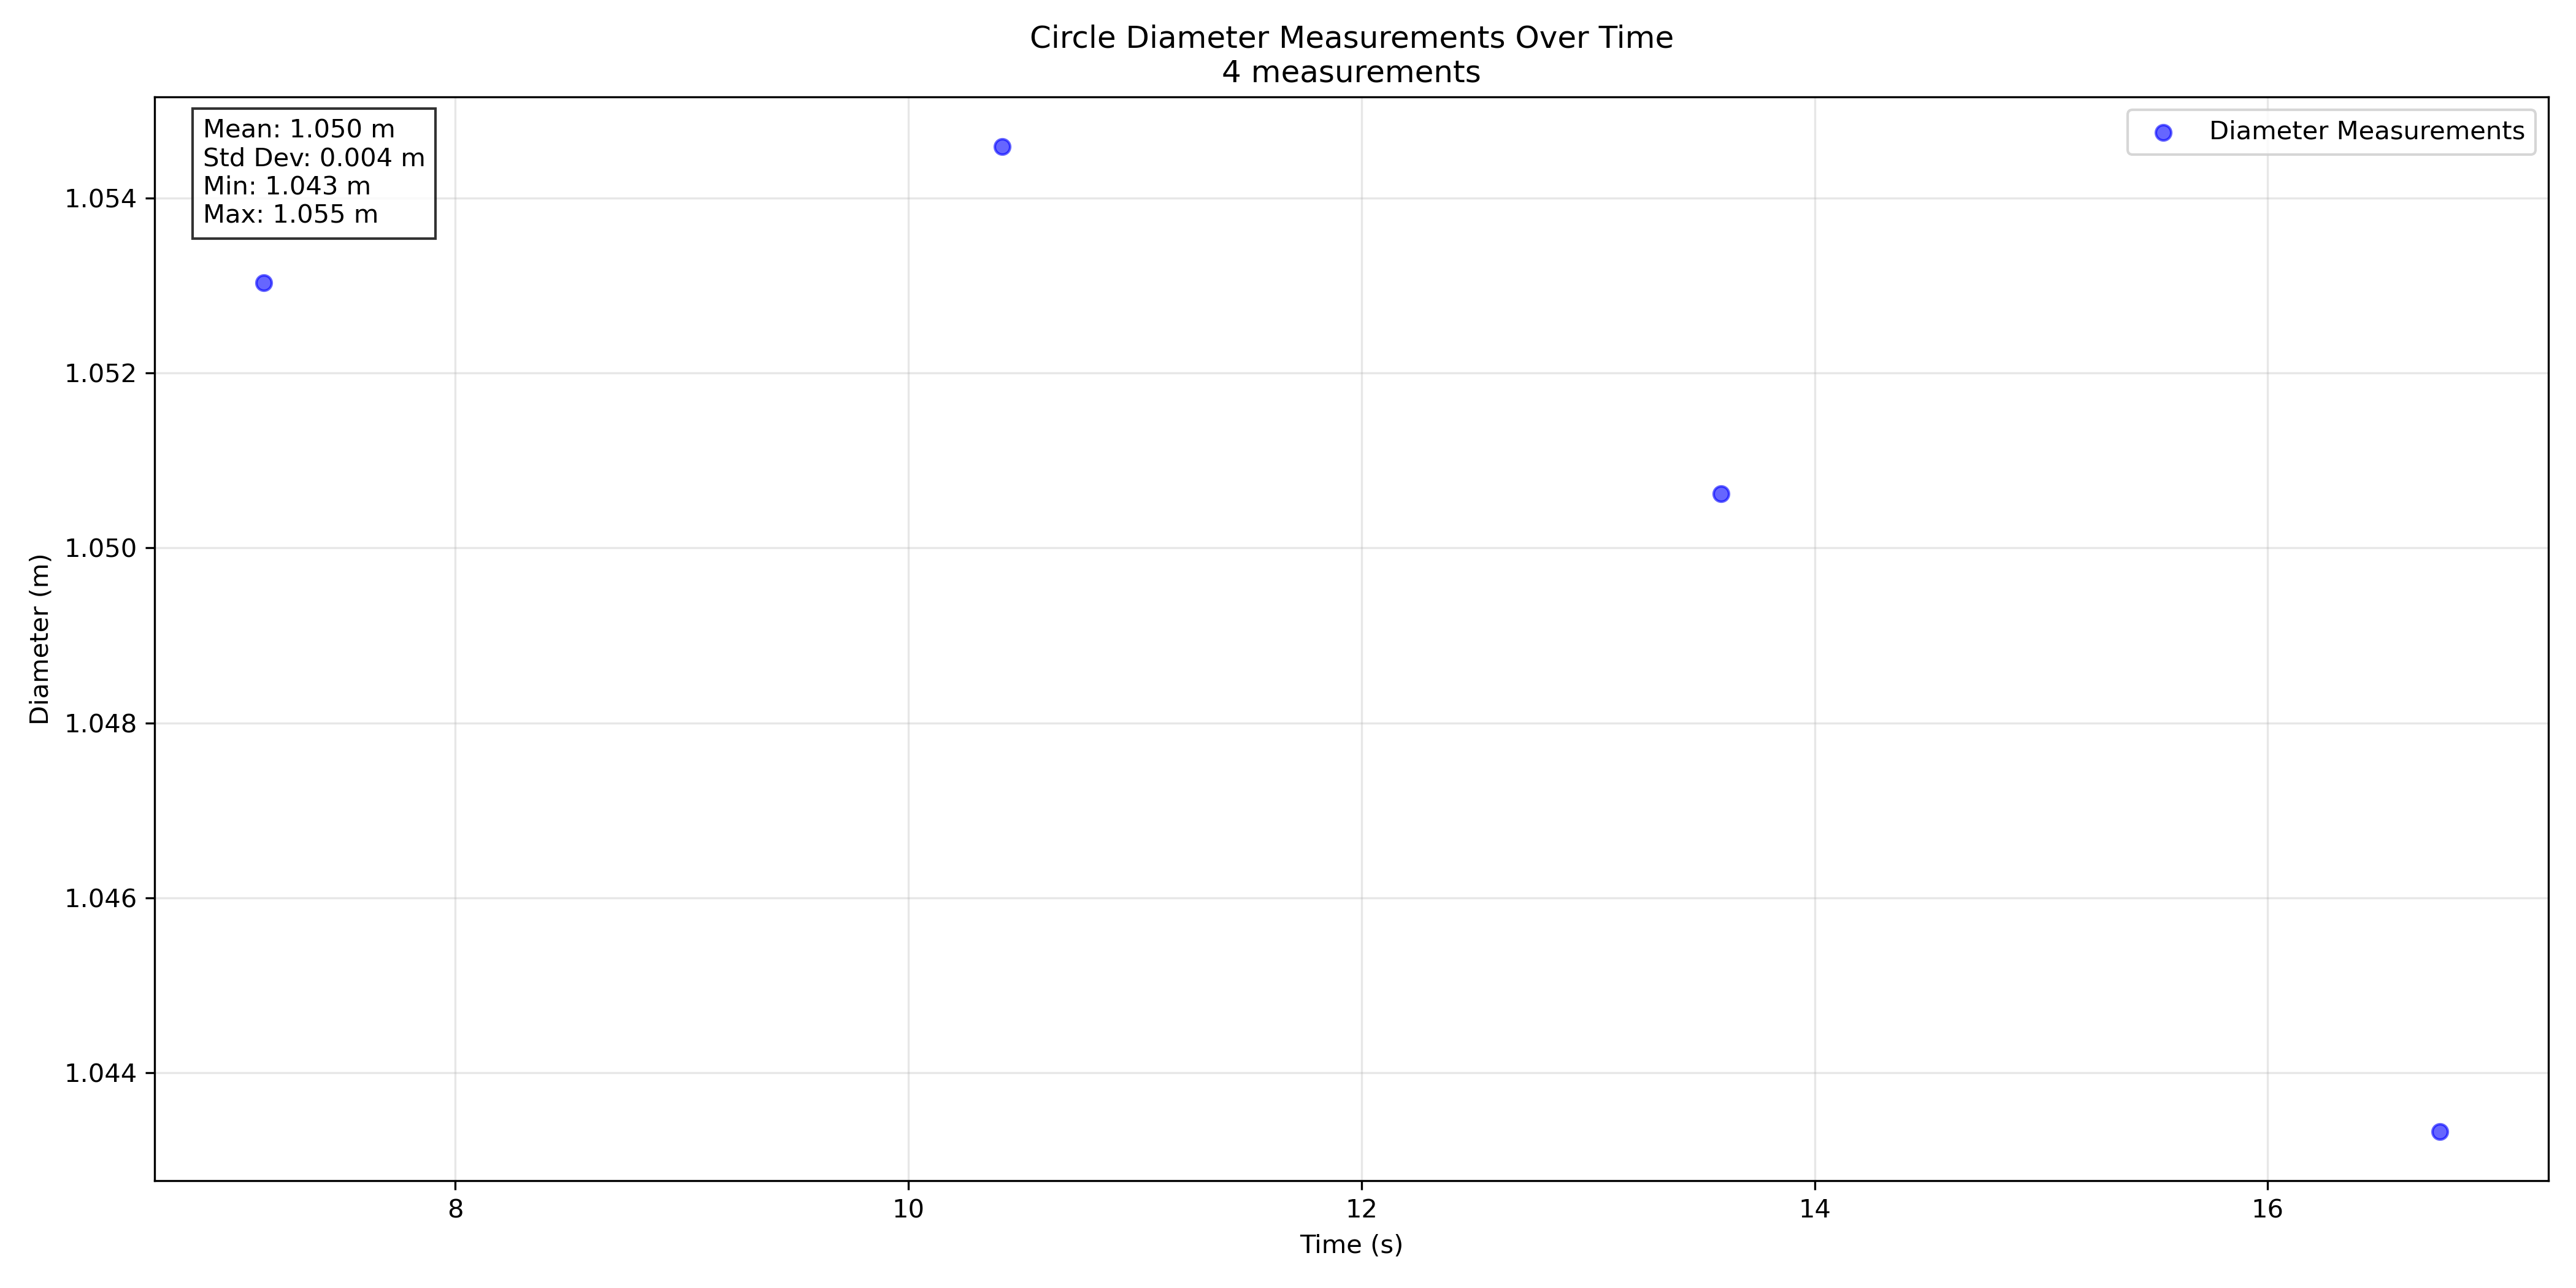 Circle Diameter Measurements Over Time
4 measurements
Mean: 1.050 m
Std Dev: 0.004 m
Min: 1.043 m
Max: 1.055 m
Diameter Measurements
1.054
1.052
1.050
1.048
1.046
1.044
Diameter (m)
8 10 12 14 16
Time (s)